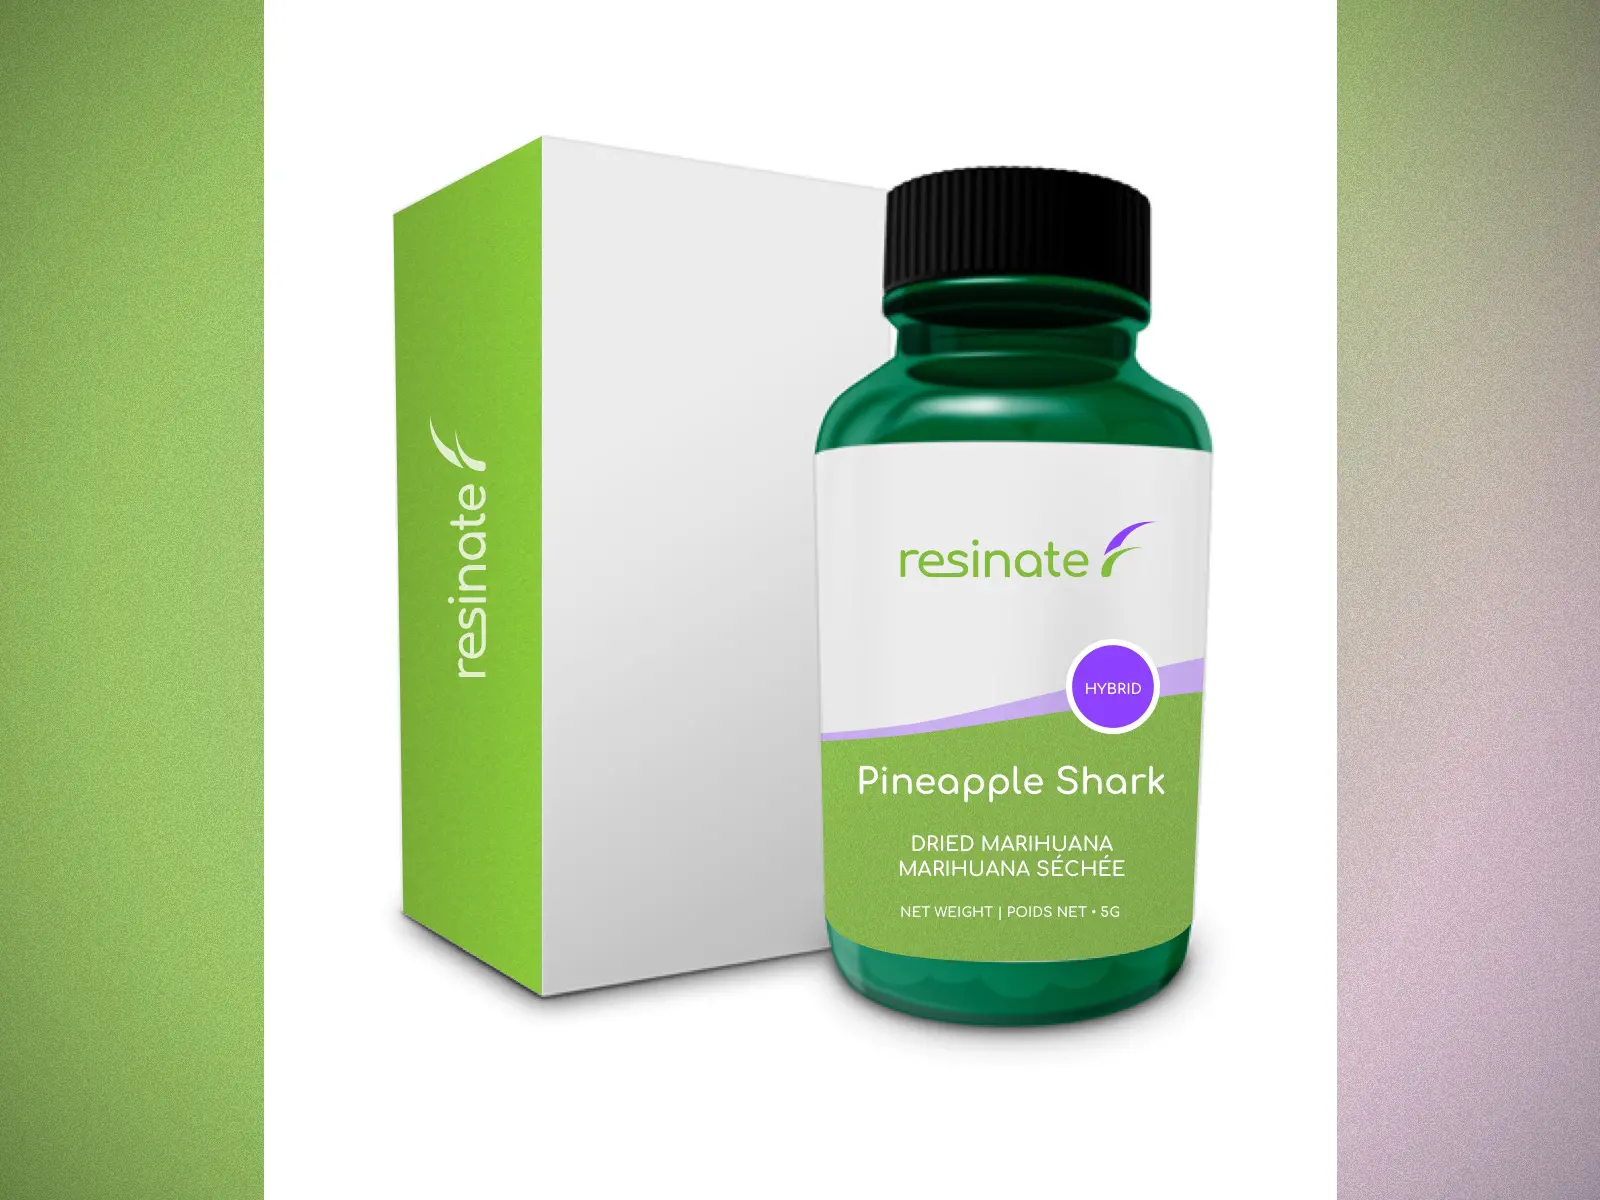 resinate
resinate
HYBRID
Pineapple Shark
DRIED MARIHUANA
MARIHUANA SÉCHÉE
NET WEIGHT | POIDS NET • 5G